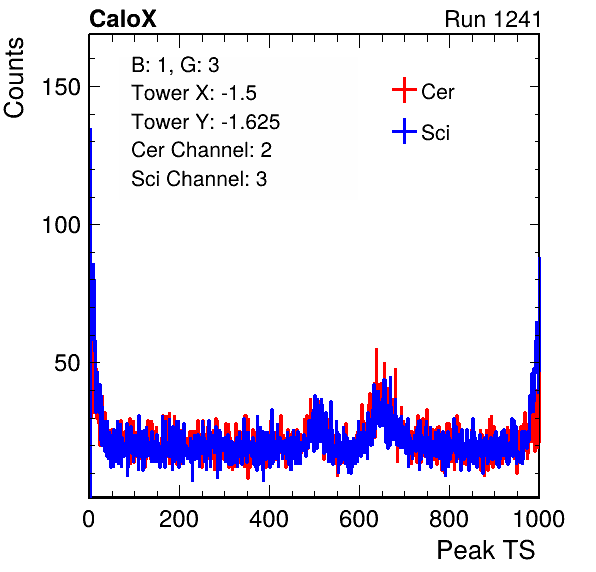 CaloX Run 1241
Counts
B: 1, G: 3
Tower X: -1.5
Tower Y: -1.625
Cer Channel: 2
Sci Channel: 3
Cer
Sci
150
100
50
0 200 400 600 800 1000
Peak TS